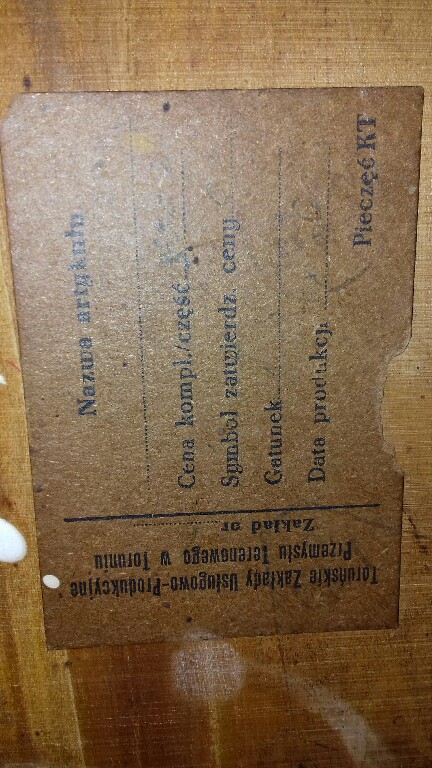 Toruńskie Zakłady Usługowo-Produkcyjne
Przemysłu Terenowego w Toruniu
Zakład nr
Nazwa artykułu
Cena kompl./część
Symbol zatwierdz. ceny
Gatunek
Data produkcji
Pieczęć KT